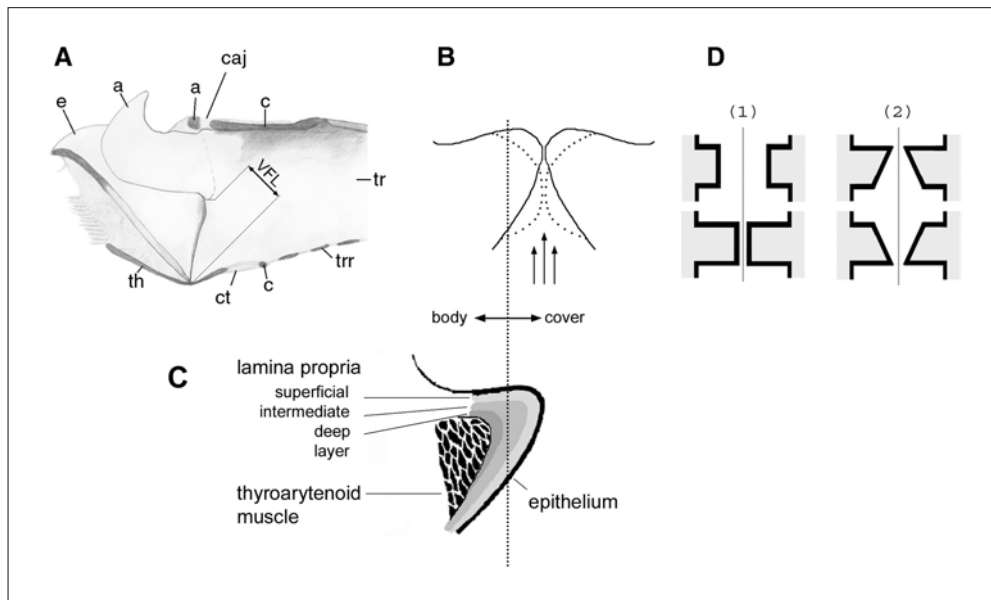 A
caj
a
a
c
e
VFL
tr
th
ct
c
trr
B
body
cover
C
lamina propria
superficial
intermediate
deep
layer
thyroarytenoid
muscle
epithelium
D
(1)
(2)